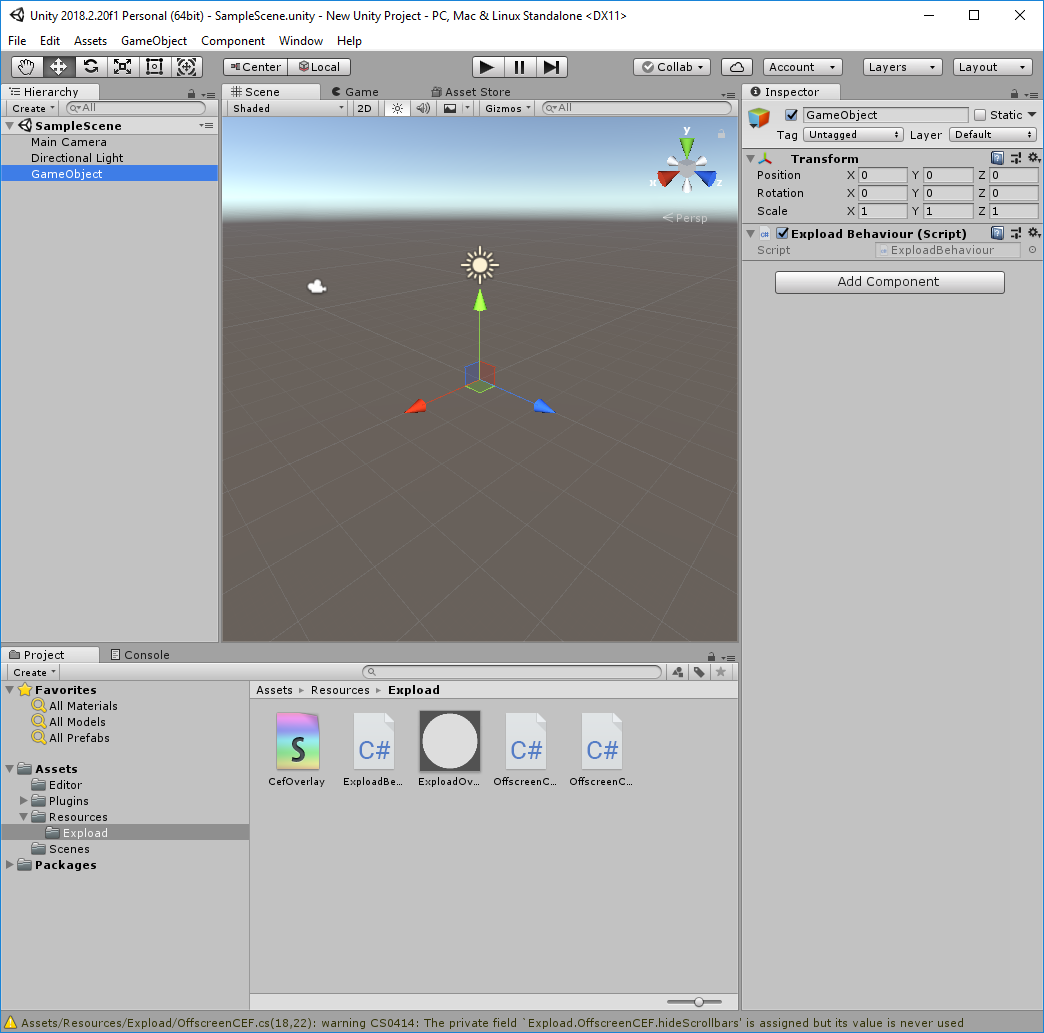 Unity 2018.2.20f1 Personal (64bit) - SampleScene.unity - New Unity Project - PC, Mac & Linux Standalone <DX11>
File Edit Assets GameObject Component Window Help
Center Local Collab Account Layers Layout
Hierarchy
Create All
SampleScene
Main Camera
Directional Light
GameObject
Scene Game Asset Store
Shaded 2D Gizmos All
y
x z
Persp
Inspector
GameObject Static
Tag Untagged Layer Default
Transform
Position X 0 Y 0 Z 0
Rotation X 0 Y 0 Z 0
Scale X 1 Y 1 Z 1
C# Expload Behaviour (Script)
Script ExploadBehaviour
Add Component
Project Console
Create
Favorites
All Materials
All Models
All Prefabs
Assets
Editor
Plugins
Resources
Expload
Scenes
Packages
Assets ▸ Resources ▸ Expload
S C# C# C#
CefOverlay ExploadBe... ExploadOv... OffscreenC... OffscreenC...
Assets/Resources/Expload/OffscreenCEF.cs(18,22): warning CS0414: The private field `Expload.OffscreenCEF.hideScrollbars' is assigned but its value is never used